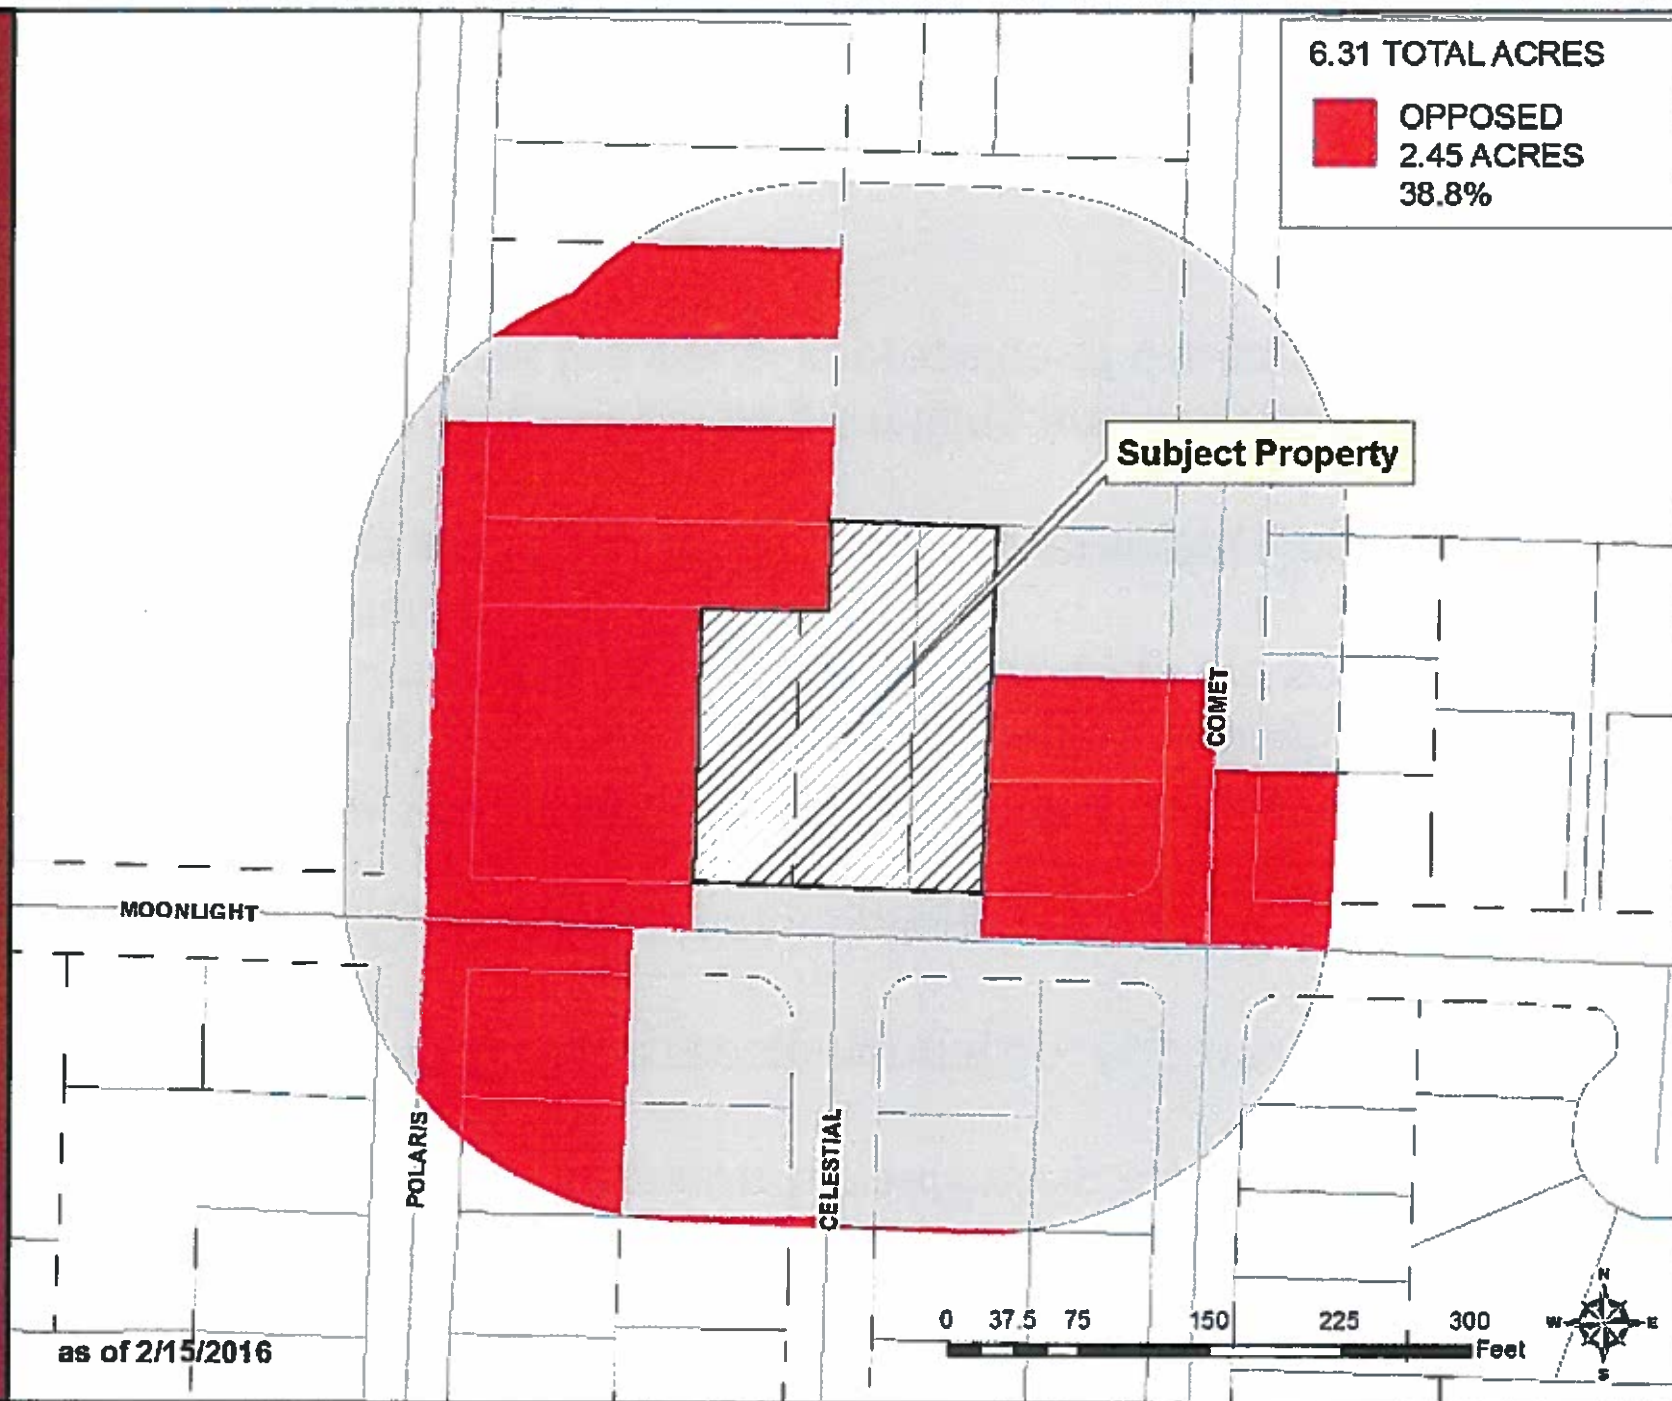 6.31 TOTAL ACRES
OPPOSED
2.45 ACRES
38.8%
Subject Property
COMET
MOONLIGHT
POLARIS
CELESTIAL
0 37.5 75 150 225 300
Feet
N
W E
S
as of 2/15/2016